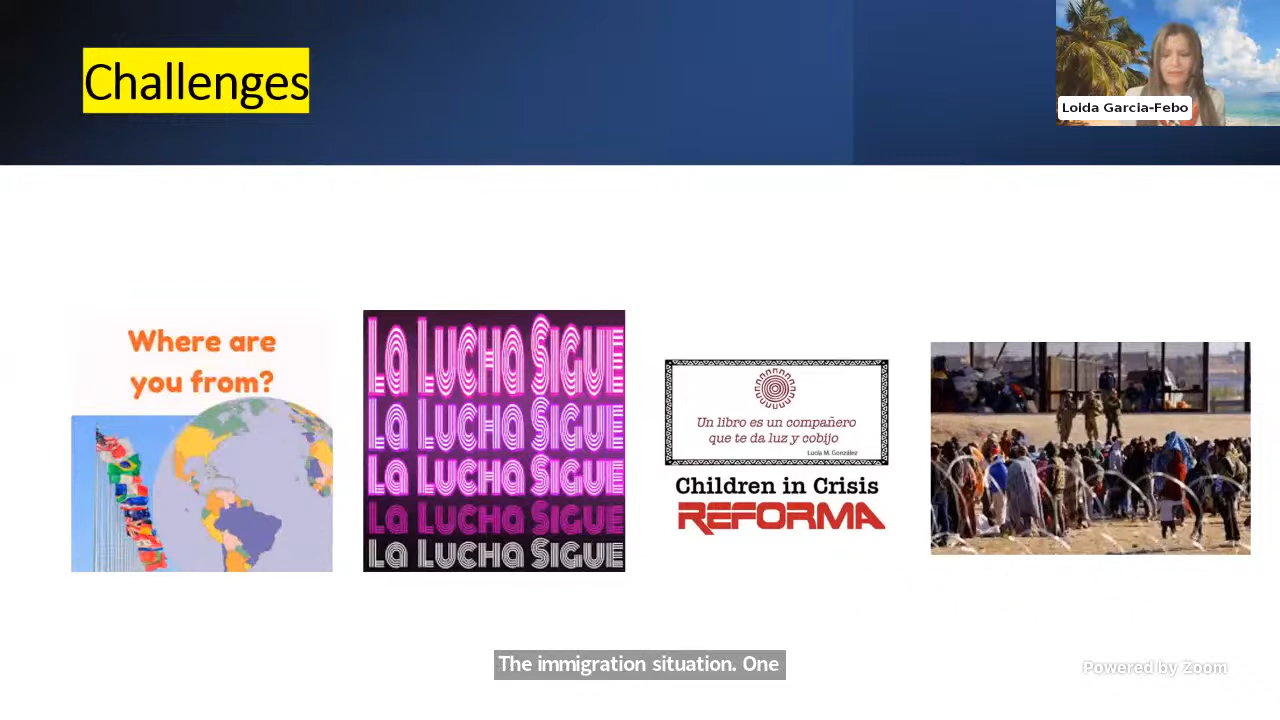 Challenges
Loida Garcia-Febo
Where are
you from?
La Lucha Sigue
La Lucha Sigue
La Lucha Sigue
La Lucha Sigue
La Lucha Sigue
Un libro es un compañero
que te da luz y cobijo
Lucía M. González
Children in Crisis
REFORMA
The immigration situation. One
Powered by Zoom